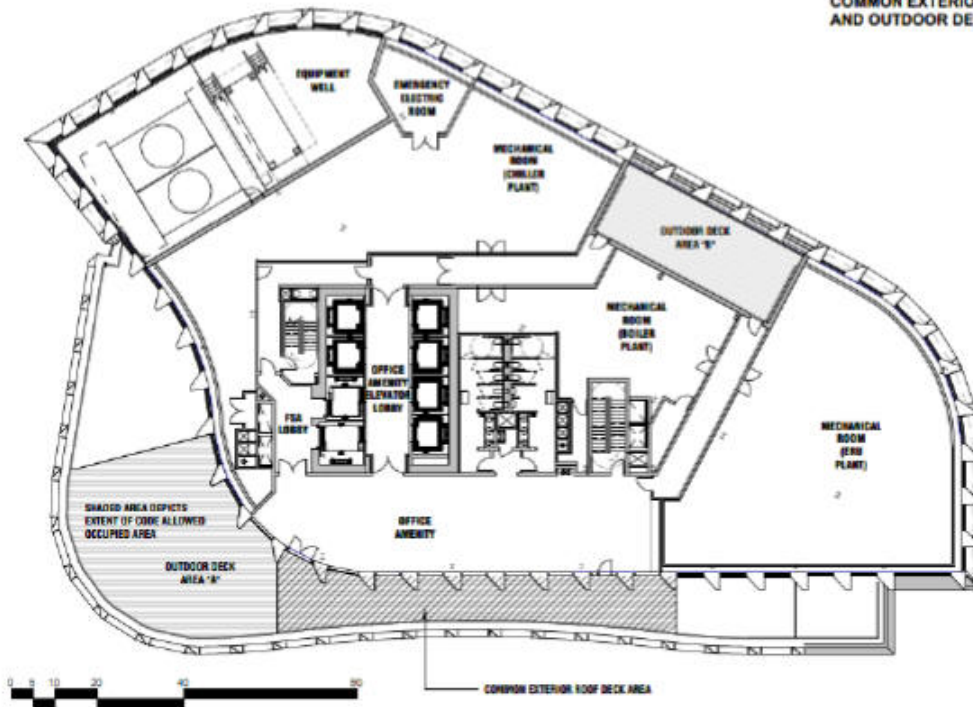 COMMON EXTERIO
AND OUTDOOR DE
EQUIPMENT
WELL
EMERGENCY
ELECTRIC
ROOM
MECHANICAL
ROOM
(CHILLER
PLANT)
OUTDOOR DECK
AREA "B"
MECHANICAL
ROOM
(BOILER
PLANT)
OFFICE
AMENITY
ELEVATOR
LOBBY
FSA
LOBBY
MECHANICAL
ROOM
(ERU
PLANT)
SHADED AREA DEPICTS
EXTENT OF CODE ALLOWED
OCCUPIED AREA
OFFICE
AMENITY
OUTDOOR DECK
AREA "A"
0 5 10 20 40
COMMON EXTERIOR ROOF DECK AREA